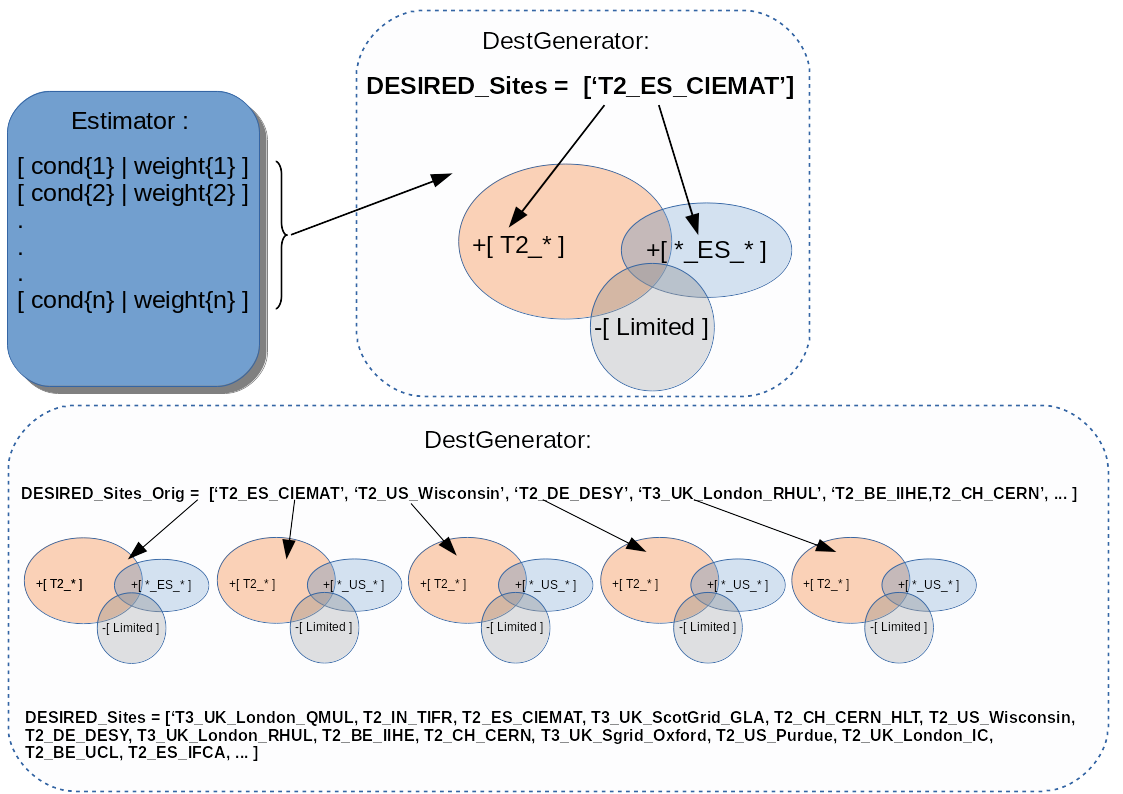 DestGenerator:
DESIRED_Sites = [‘T2_ES_CIEMAT’]
Estimator :
[ cond{1} | weight{1} ]
[ cond{2} | weight{2} ]
.
.
.
[ cond{n} | weight{n} ]
+[ T2_* ]
+[ *_ES_* ]
-[ Limited ]
DestGenerator:
DESIRED_Sites_Orig = [‘T2_ES_CIEMAT’, ‘T2_US_Wisconsin’, ‘T2_DE_DESY’, ‘T3_UK_London_RHUL’, ‘T2_BE_IIHE,T2_CH_CERN’, ... ]
+[ T2_* ]
+[ *_ES_* ]
-[ Limited ]
+[ T2_* ]
+[ *_US_* ]
-[ Limited ]
+[ T2_* ]
+[ *_US_* ]
-[ Limited ]
+[ T2_* ]
+[ *_US_* ]
-[ Limited ]
+[ T2_* ]
+[ *_US_* ]
-[ Limited ]
DESIRED_Sites = [‘T3_UK_London_QMUL, T2_IN_TIFR, T2_ES_CIEMAT, T3_UK_ScotGrid_GLA, T2_CH_CERN_HLT, T2_US_Wisconsin,
T2_DE_DESY, T3_UK_London_RHUL, T2_BE_IIHE, T2_CH_CERN, T3_UK_Sgrid_Oxford, T2_US_Purdue, T2_UK_London_IC,
T2_BE_UCL, T2_ES_IFCA, ... ]